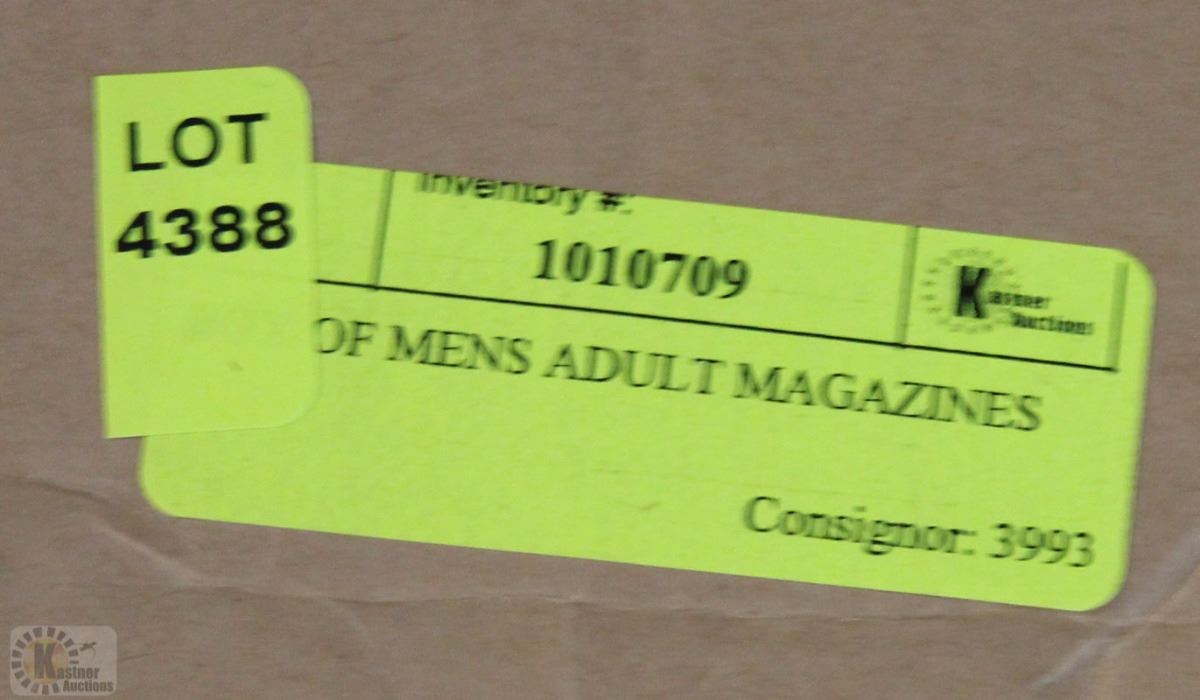 LOT
4388
Inventory #:
1010709
Kastner
Auctions
OF MENS ADULT MAGAZINES
Consignor: 3993
Kastner
Auctions